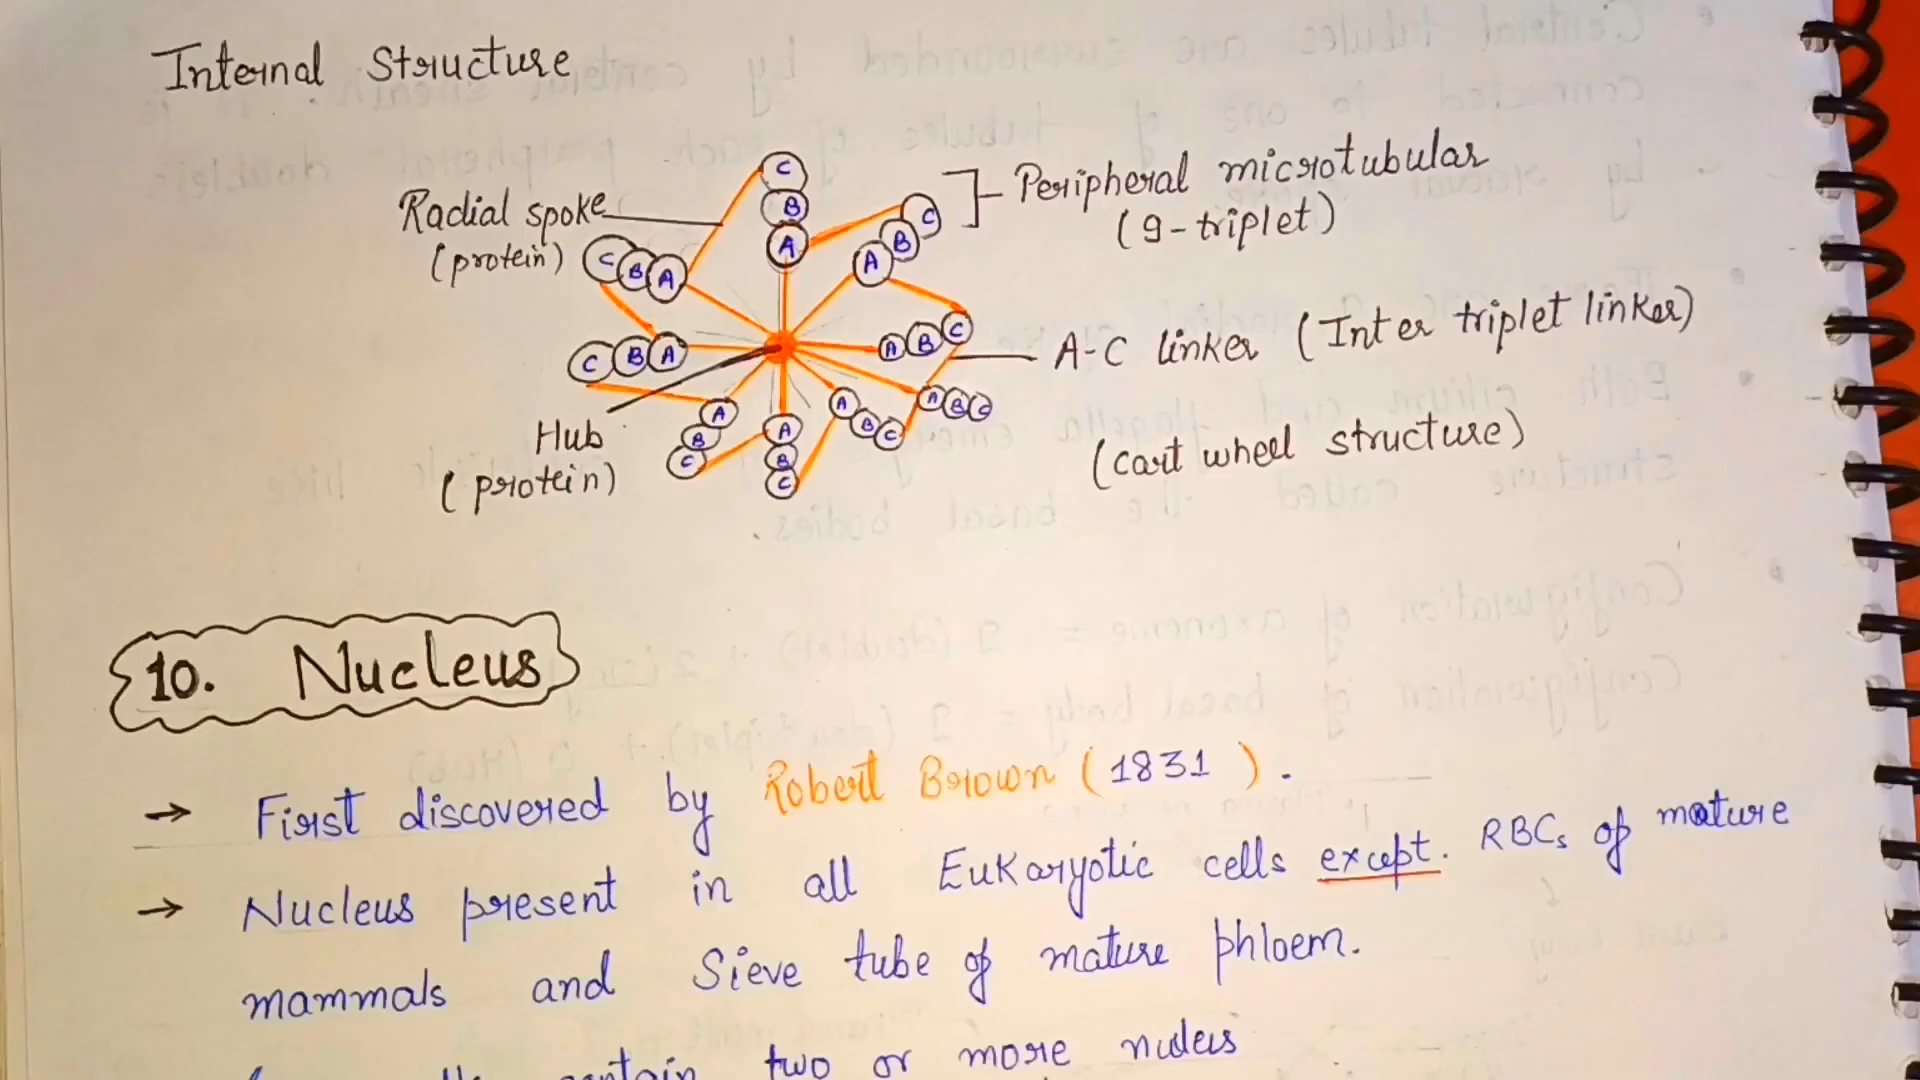 Internal Structure
Radial spoke
(protein)
Peripheral microtubular
(9-triplet)
C
B
A
C
B
A
C B A
A B C
C B A
A B C
A
B
C
A
B
C
A
B
C
A-C linker (Inter triplet linker)
Hub
(protein)
(cart wheel structure)
10. Nucleus
→ First discovered by Robert Brown (1831).
→ Nucleus present in all Eukaryotic cells except. RBCs of mature
mammals and Sieve tube of mature phloem.
contain two or more nucleus